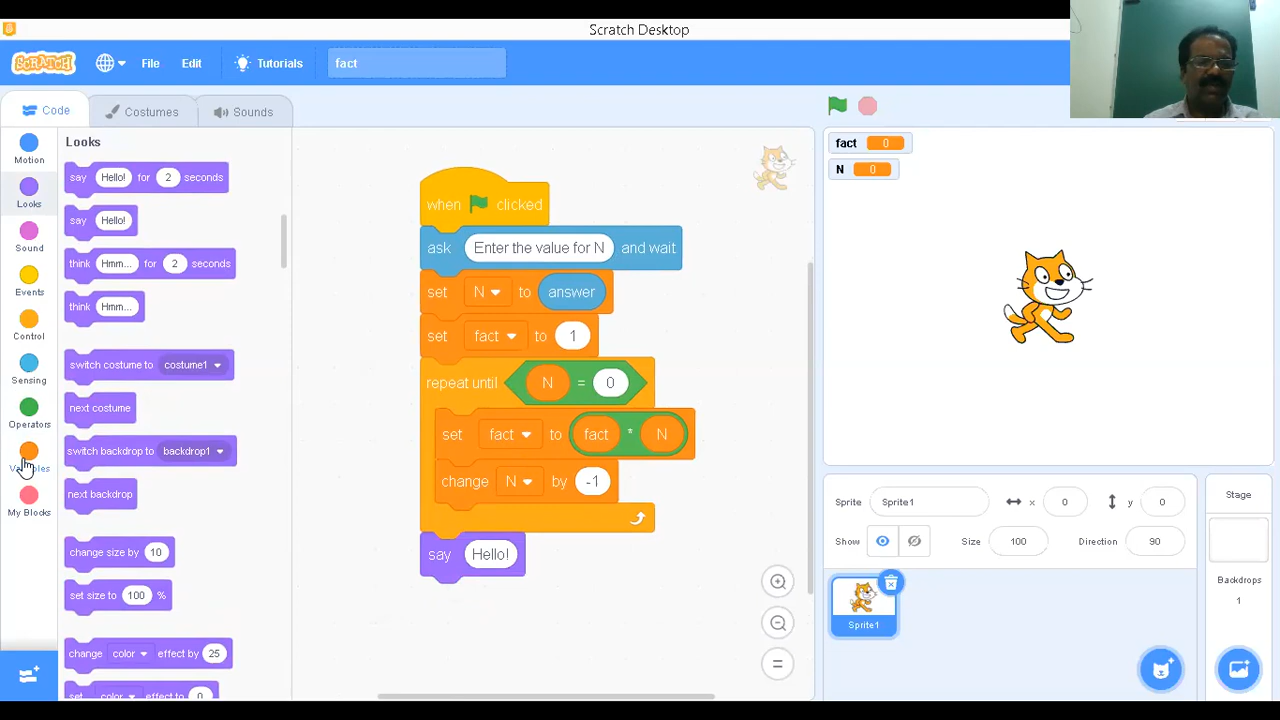 Scratch Desktop
SCRATCH
File
Edit
Tutorials
fact
Code
Costumes
Sounds
Motion
Looks
Sound
Events
Control
Sensing
Operators
Variables
My Blocks
Looks
say Hello! for 2 seconds
say Hello!
think Hmm... for 2 seconds
think Hmm...
switch costume to costume1
next costume
switch backdrop to backdrop1
next backdrop
change size by 10
set size to 100 %
change color effect by 25
set color effect to 0
when clicked
ask Enter the value for N and wait
set N to answer
set fact to 1
repeat until N = 0
set fact to fact * N
change N by -1
say Hello!
fact 0
N 0
Sprite Sprite1 x 0 y 0
Show Size 100 Direction 90
Sprite1
Stage
Backdrops
1